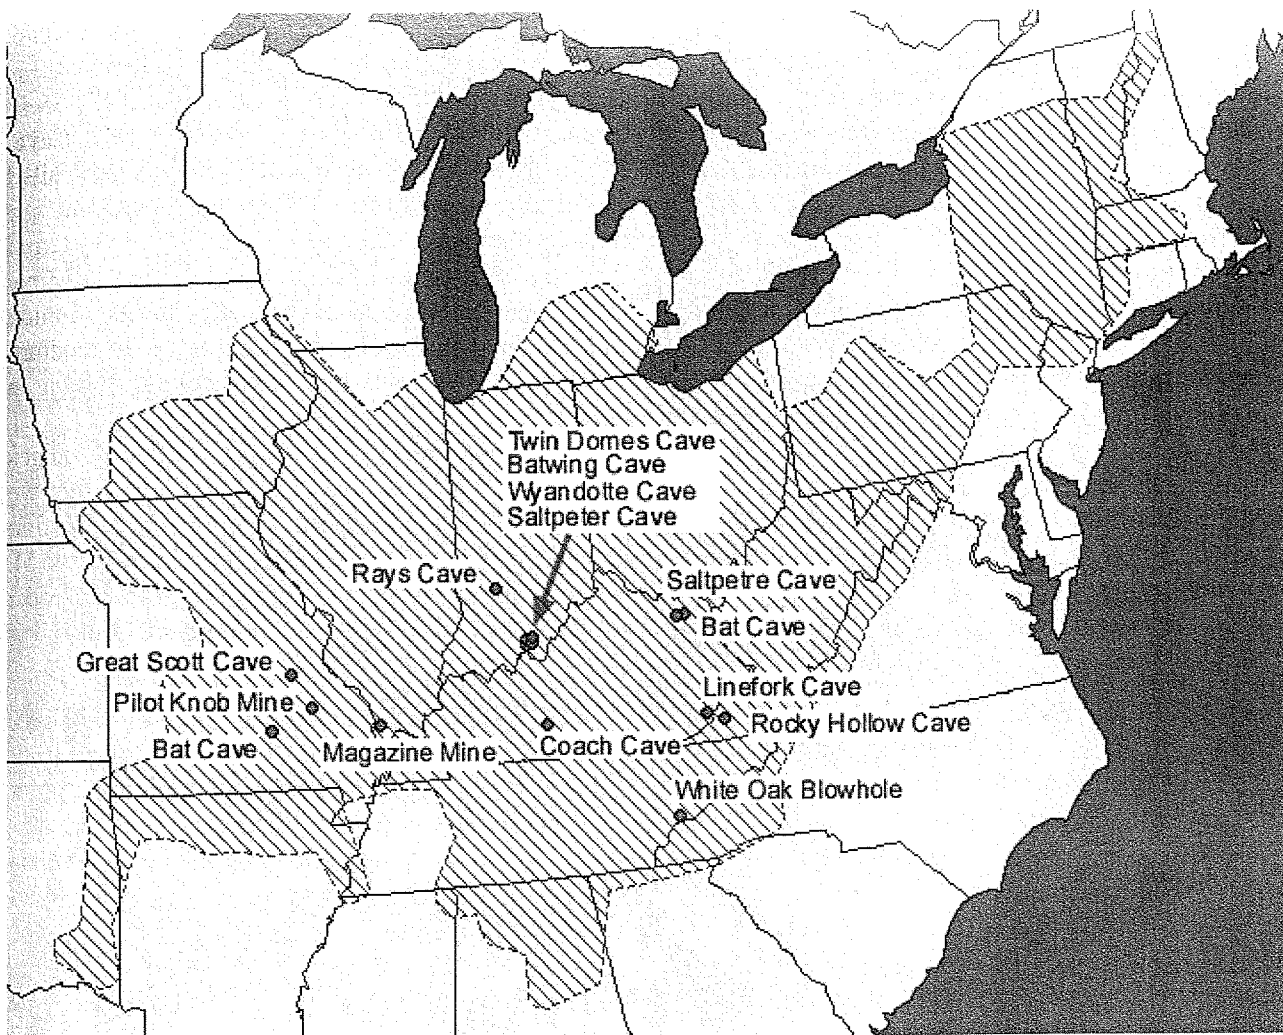 Twin Domes Cave
Batwing Cave
Wyandotte Cave
Saltpeter Cave
Rays Cave
Saltpetre Cave
Bat Cave
Great Scott Cave
Linefork Cave
Pilot Knob Mine
Rocky Hollow Cave
Bat Cave
Magazine Mine
Coach Cave
White Oak Blowhole